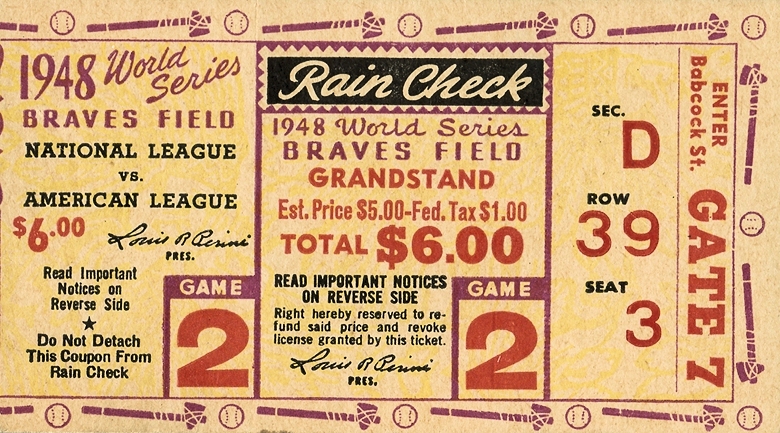 1948 World Series
BRAVES FIELD
NATIONAL LEAGUE
VS.
AMERICAN LEAGUE
$6.00
Louis R Perini
PRES.
Read Important
Notices on
Reverse Side
★
Do Not Detach
This Coupon From
Rain Check
GAME
2
Rain Check
1948 World Series
BRAVES FIELD
GRANDSTAND
Est. Price $5.00-Fed. Tax $1.00
TOTAL $6.00
READ IMPORTANT NOTICES
ON REVERSE SIDE
Right hereby reserved to re-
fund said price and revoke
license granted by this ticket.
Louis R Perini
PRES.
GAME
2
SEC.
D
ROW
39
SEAT
3
ENTER
Babcock St.
GATE 7